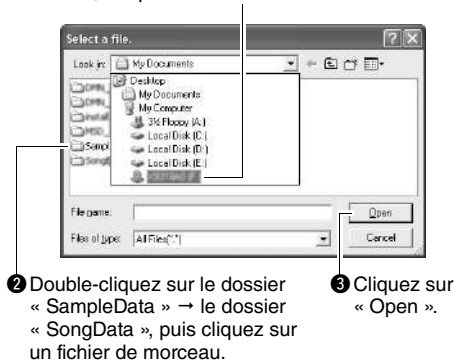 Select a file.
Look in:
My Documents
Desktop
My Documents
My Computer
3½ Floppy (A:)
Local Disk (C:)
Local Disk (D:)
Local Disk (E:)
Sampl
File name:
Open
Files of type:
All Files(*.*)
Cancel
❷ Double-cliquez sur le dossier
« SampleData » → le dossier
« SongData », puis cliquez sur
un fichier de morceau.
❸ Cliquez sur
« Open ».